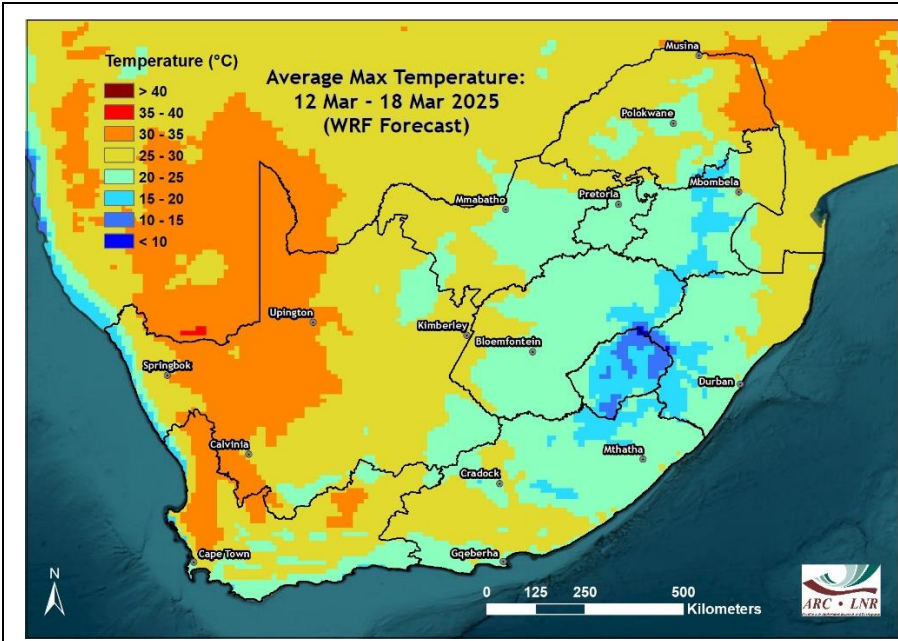 Temperature (°C)
> 40
35 - 40
30 - 35
25 - 30
20 - 25
15 - 20
10 - 15
< 10
Average Max Temperature:
12 Mar - 18 Mar 2025
(WRF Forecast)
Musina
Polokwane
Mbombela
Pretoria
Mmabatho
Upington
Kimberley
Bloemfontein
Springbok
Durban
Calvinia
Mthatha
Cradock
Cape Town
Gqeberha
N
0 125 250 500
Kilometers
ARC • LNR